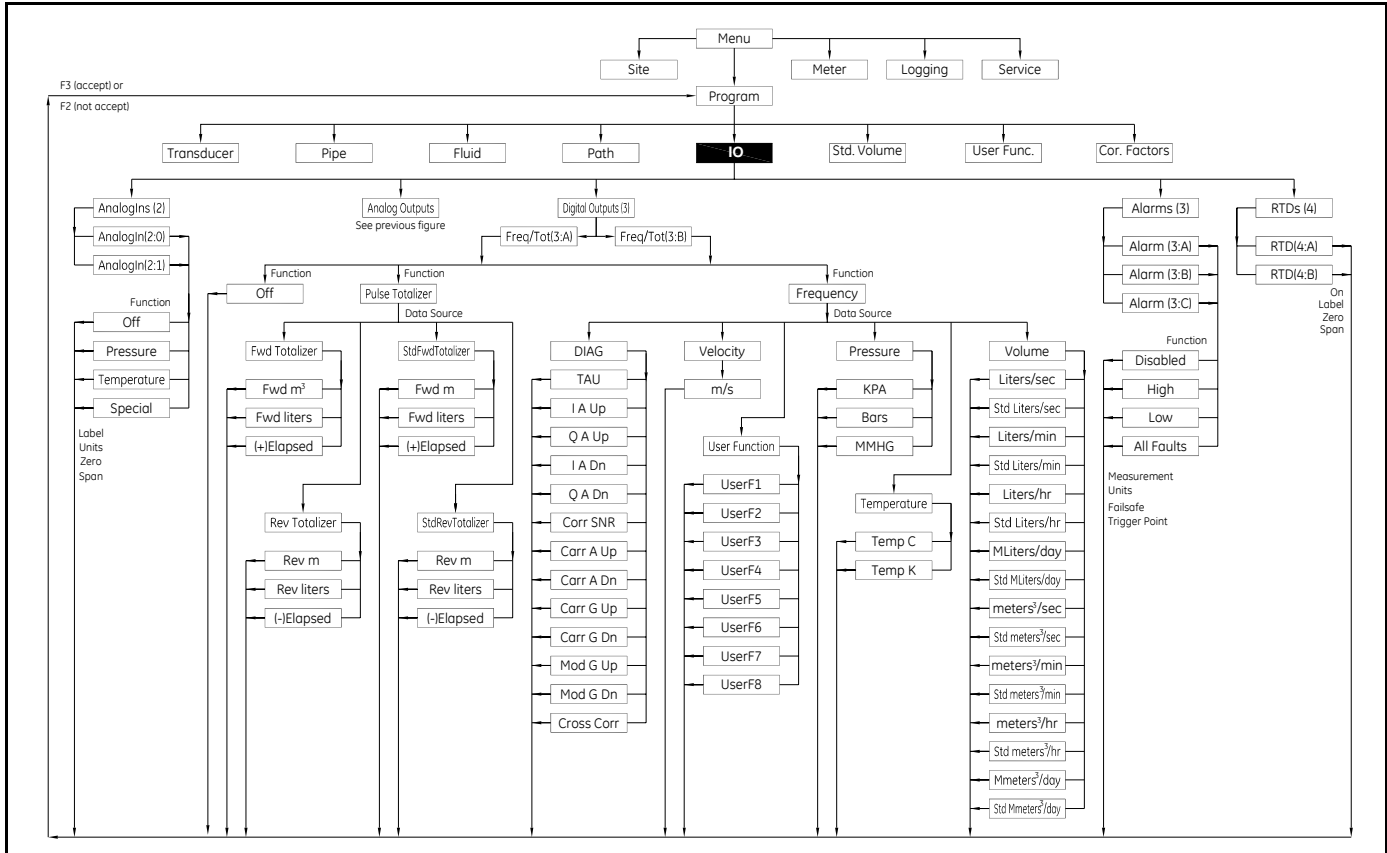 Menu
Site
Meter
Logging
Service
F3 (accept) or
F2 (not accept)
Program
Transducer
Pipe
Fluid
Path
IO
Std. Volume
User Func.
Cor. Factors
AnalogIns (2)
AnalogIn(2:0)
AnalogIn(2:1)
Function
Off
Pressure
Temperature
Special
Label
Units
Zero
Span
Analog Outputs
See previous figure
Digital Outputs (3)
Freq/Tot(3:A)
Freq/Tot(3:B)
Function
Off
Function
Pulse Totalizer
Data Source
Fwd Totalizer
Fwd m³
Fwd liters
(+)Elapsed
Rev Totalizer
Rev m
Rev liters
(-)Elapsed
StdFwdTotalizer
Fwd m
Fwd liters
(+)Elapsed
StdRevTotalizer
Rev m
Rev liters
(-)Elapsed
Function
Frequency
Data Source
DIAG
TAU
I A Up
Q A Up
I A Dn
Q A Dn
Corr SNR
Carr A Up
Carr A Dn
Carr G Up
Carr G Dn
Mod G Up
Mod G Dn
Cross Corr
Velocity
m/s
User Function
UserF1
UserF2
UserF3
UserF4
UserF5
UserF6
UserF7
UserF8
Pressure
KPA
Bars
MMHG
Temperature
Temp C
Temp K
Volume
Liters/sec
Std Liters/sec
Liters/min
Std Liters/min
Liters/hr
Std Liters/hr
MLiters/day
Std MLiters/day
meters³/sec
Std meters³/sec
meters³/min
Std meters³/min
meters³/hr
Std meters³/hr
Mmeters³/day
Std Mmeters³/day
Alarms (3)
Alarm (3:A)
Alarm (3:B)
Alarm (3:C)
Function
Disabled
High
Low
All Faults
Measurement
Units
Failsafe
Trigger Point
RTDs (4)
RTD(4:A)
RTD(4:B)
On
Label
Zero
Span